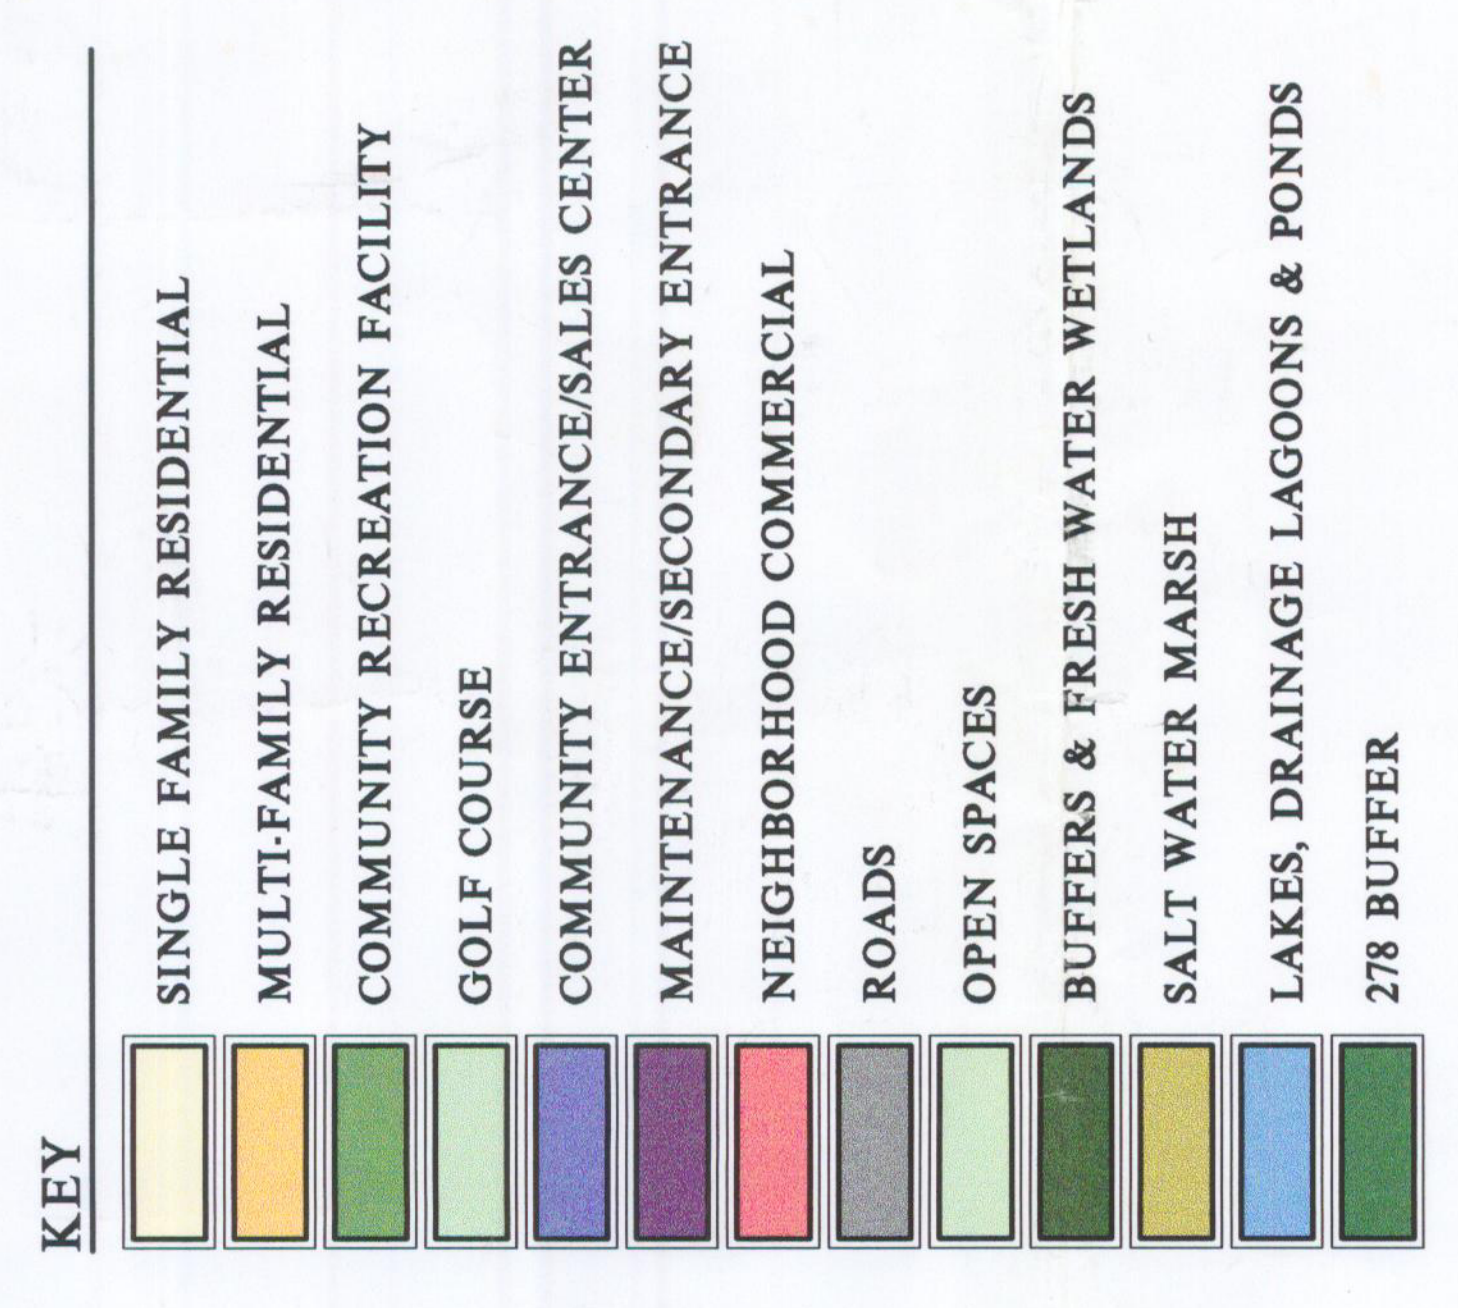 KEY
SINGLE FAMILY RESIDENTIAL
MULTI-FAMILY RESIDENTIAL
COMMUNITY RECREATION FACILITY
GOLF COURSE
COMMUNITY ENTRANCE/SALES CENTER
MAINTENANCE/SECONDARY ENTRANCE
NEIGHBORHOOD COMMERCIAL
ROADS
OPEN SPACES
BUFFERS & FRESH WATER WETLANDS
SALT WATER MARSH
LAKES, DRAINAGE LAGOONS & PONDS
278 BUFFER